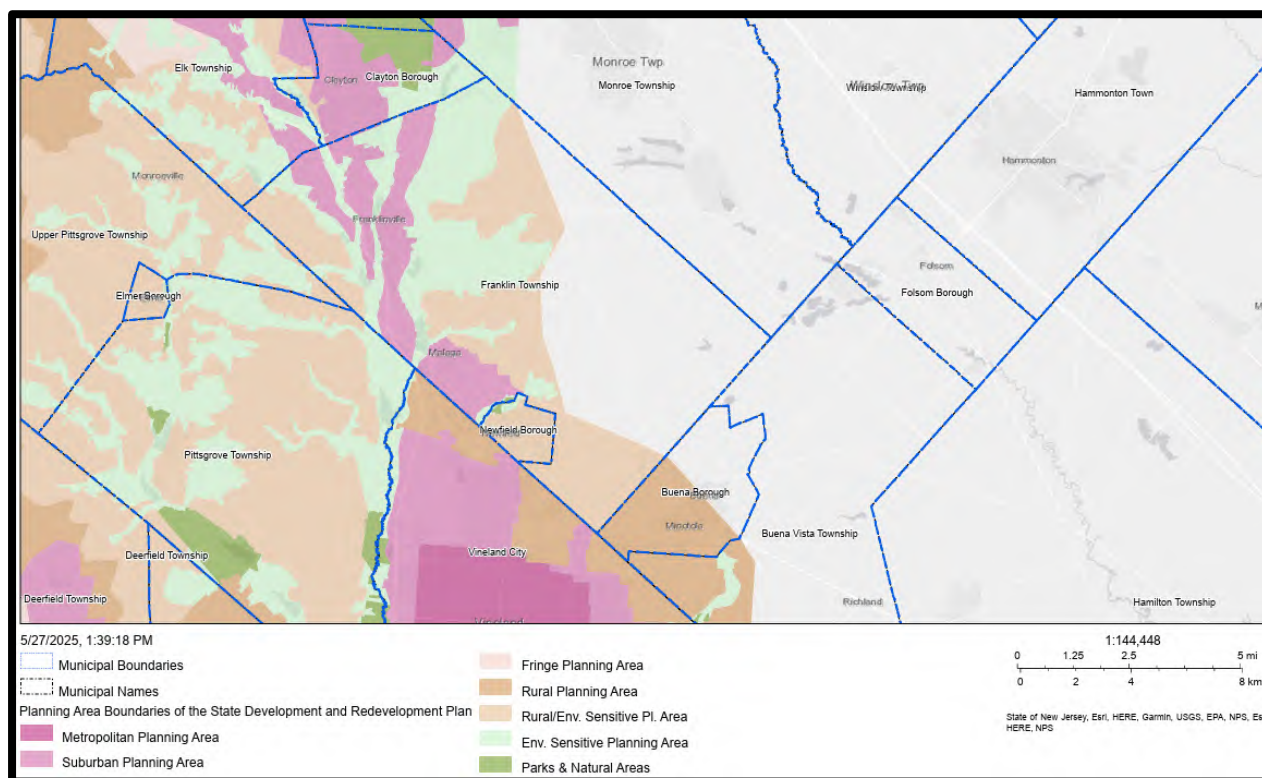 Monroe Twp
Elk Township
Clayton Borough
Clayton
Monroe Township
Winslow Twp
Winslow Township
Hammonton Town
Hammonton
Monroeville
Franklinville
Upper Pittsgrove Township
Folsom
Franklin Township
Elmer Borough
Folsom Borough
Malaga
Newfield Borough
Pittsgrove Township
Buena Borough
Buena
Minotola
Buena Vista Township
Deerfield Township
Vineland City
Deerfield Township
Richland
Hamilton Township
Vineland
5/27/2025, 1:39:18 PM
1:144,448
Municipal Boundaries
Municipal Names
Planning Area Boundaries of the State Development and Redevelopment Plan
Metropolitan Planning Area
Suburban Planning Area
Fringe Planning Area
Rural Planning Area
Rural/Env. Sensitive Pl. Area
Env. Sensitive Planning Area
Parks & Natural Areas
0 1.25 2.5 5 mi
0 2 4 8 km
State of New Jersey, Esri, HERE, Garmin, USGS, EPA, NPS, Es
HERE, NPS